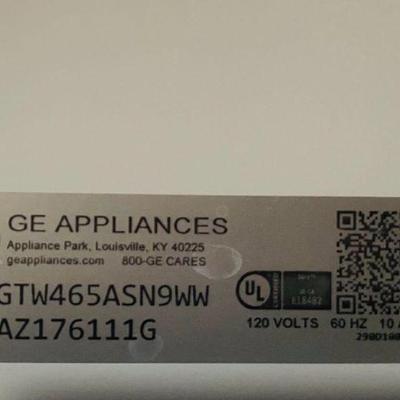 GE APPLIANCES
Appliance Park, Louisville, KY 40225
geappliances.com 800-GE CARES
GTW465ASN9WW
AZ176111G
UL
120 VOLTS 60 HZ 10 A